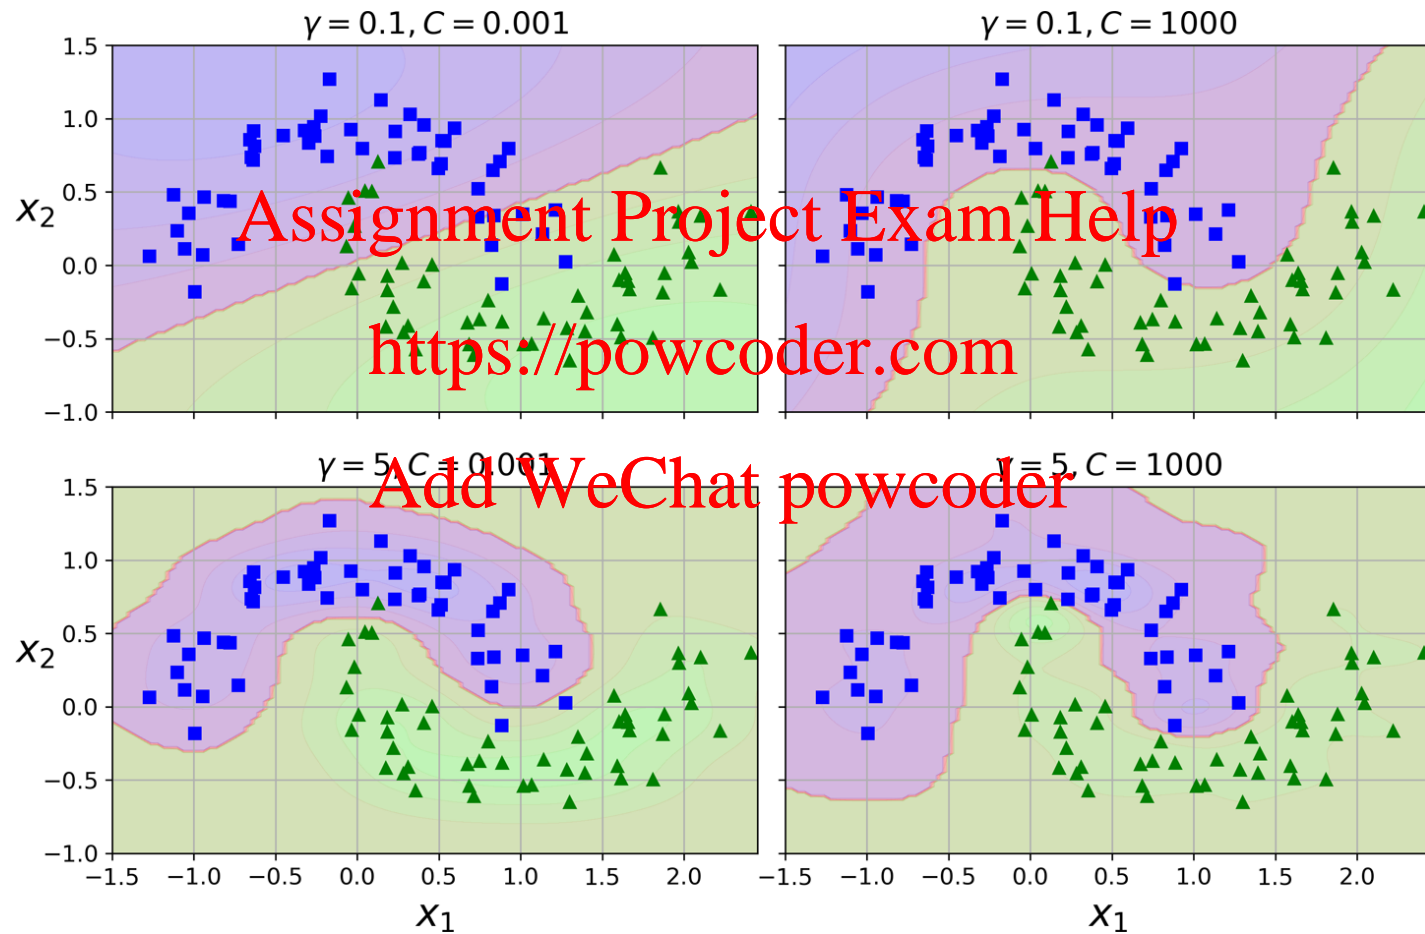 γ = 0.1, C = 0.001
γ = 0.1, C = 1000
1.5
1.0
0.5
0.0
−0.5
−1.0
x2
Assignment Project Exam Help
https://powcoder.com
γ = 5, C = 0.001
γ = 5, C = 1000
Add WeChat powcoder
1.5
1.0
0.5
0.0
−0.5
−1.0
x2
−1.5 −1.0 −0.5 0.0 0.5 1.0 1.5 2.0
−1.5 −1.0 −0.5 0.0 0.5 1.0 1.5 2.0
x1
x1